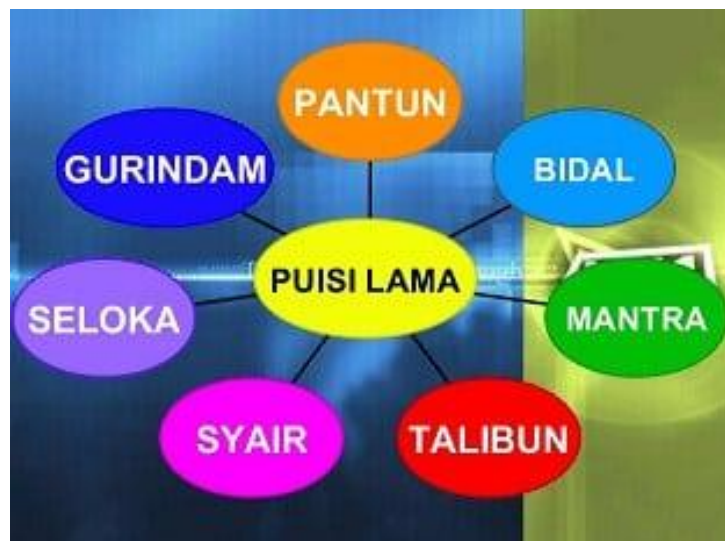 PANTUN
GURINDAM
BIDAL
PUISI LAMA
SELOKA
MANTRA
SYAIR
TALIBUN